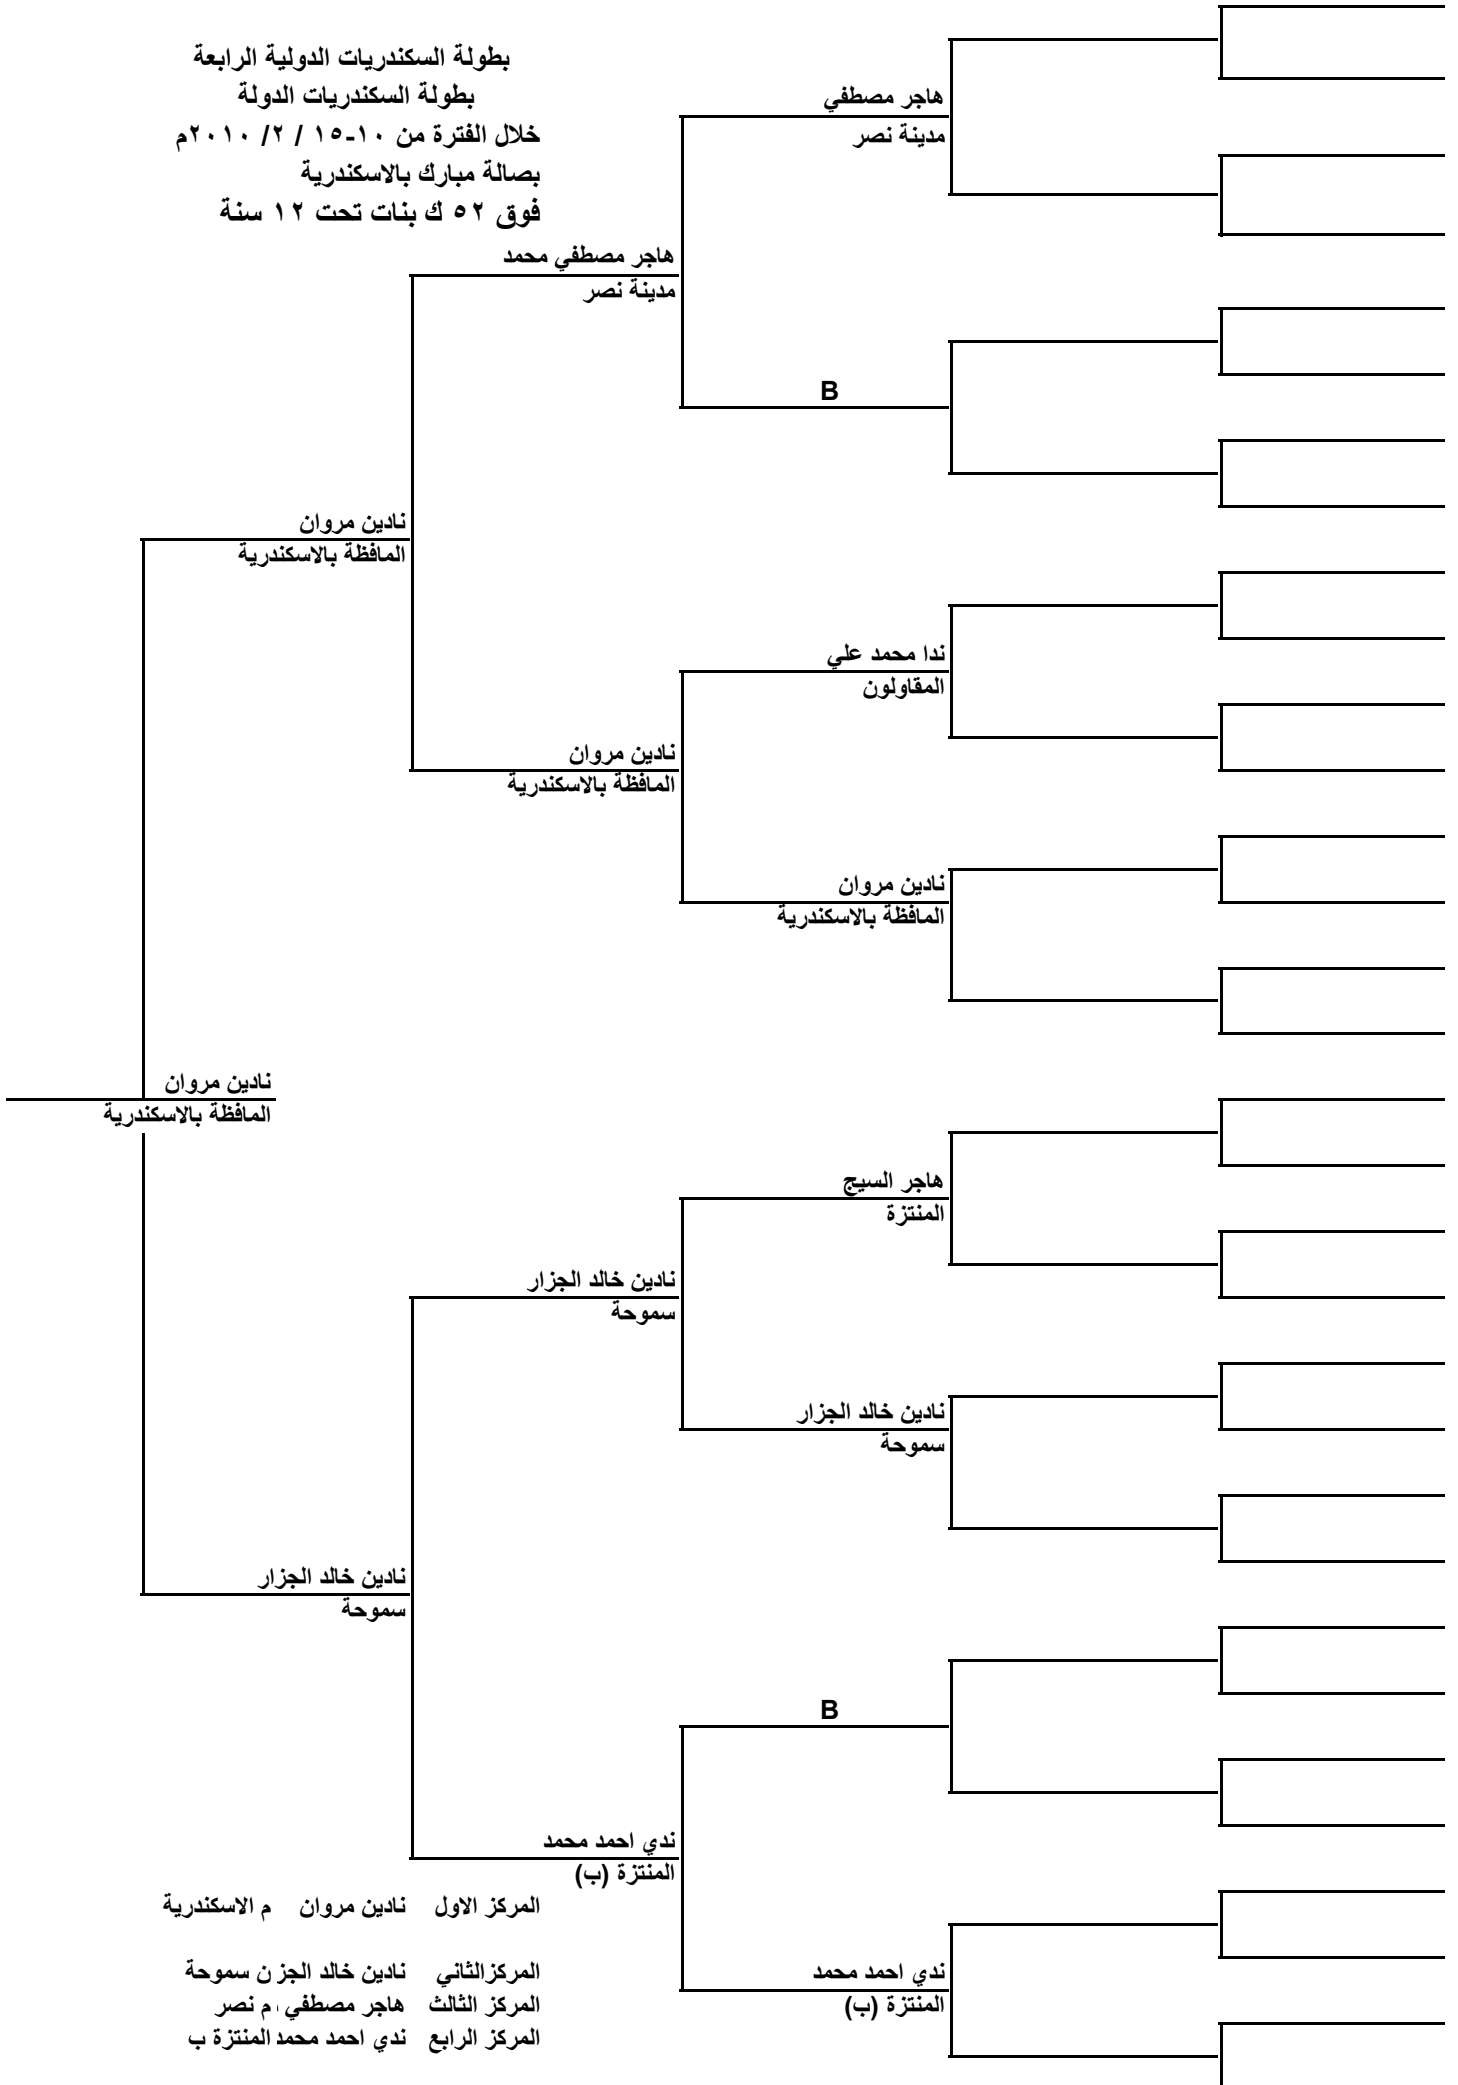 بطولة السكندريات الدولية الرابعة
بطولة السكندريات الدولة
خلال الفترة من ١٠-١٥ / ٢/ ٢٠١٠م
بصالة مبارك بالاسكندرية
فوق ٥٢ ك بنات تحت ١٢ سنة
هاجر مصطفي
مدينة نصر
هاجر مصطفي محمد
مدينة نصر
B
نادين مروان
المافظة بالاسكندرية
ندا محمد علي
المقاولون
نادين مروان
المافظة بالاسكندرية
نادين مروان
المافظة بالاسكندرية
نادين مروان
المافظة بالاسكندرية
هاجر السيج
المنتزة
نادين خالد الجزار
سموحة
نادين خالد الجزار
سموحة
نادين خالد الجزار
سموحة
B
ندي احمد محمد
المنتزة (ب)
المركز الاول نادين مروان م الاسكندرية
المركزالثاني نادين خالد الجز ن سموحة
ندي احمد محمد
المنتزة (ب)
المركز الثالث هاجر مصطفي م نصر
المركز الرابع ندي احمد محمد المنتزة ب